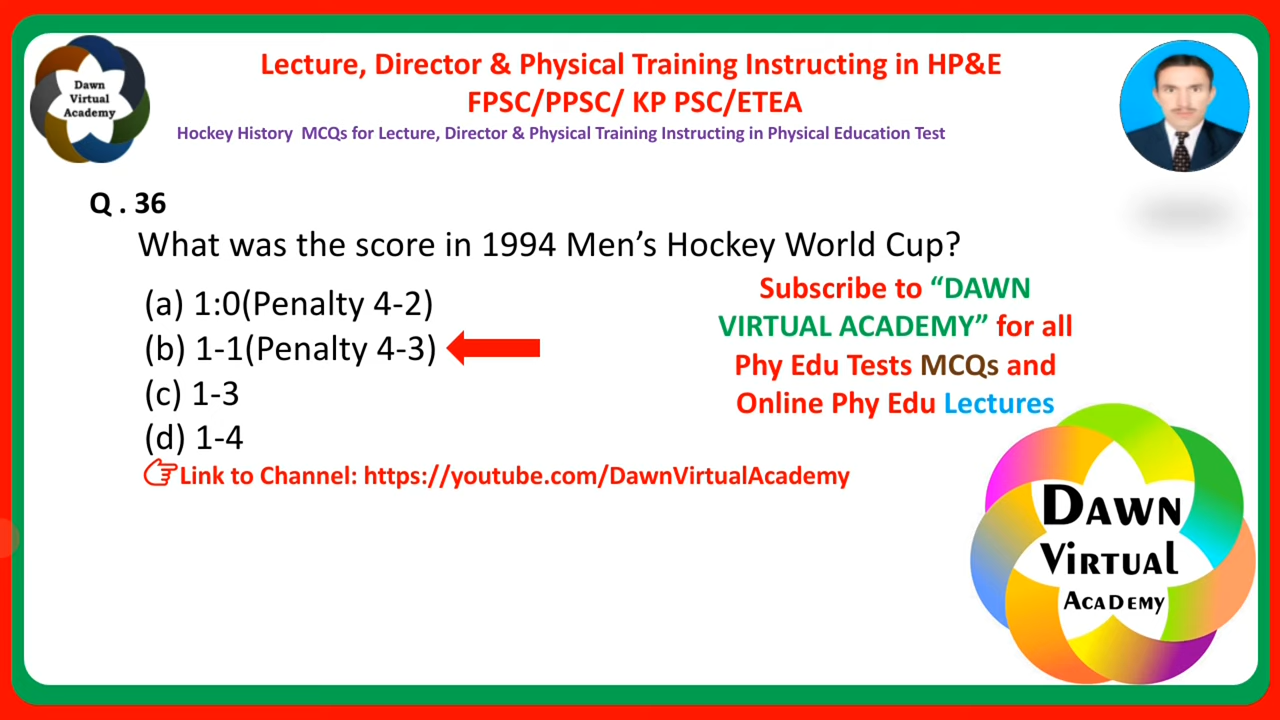 Dawn
Virtual
Academy
Lecture, Director & Physical Training Instructing in HP&E
FPSC/PPSC/ KP PSC/ETEA
Hockey History  MCQs for Lecture, Director & Physical Training Instructing in Physical Education Test
Q . 36
What was the score in 1994 Men’s Hockey World Cup?
(a) 1:0(Penalty 4-2)
(b) 1-1(Penalty 4-3)
(c) 1-3
(d) 1-4
Subscribe to “DAWN
VIRTUAL ACADEMY” for all
Phy Edu Tests MCQs and
Online Phy Edu Lectures
Link to Channel: https://youtube.com/DawnVirtualAcademy
DAWN
VIRTUAL
ACADEMY